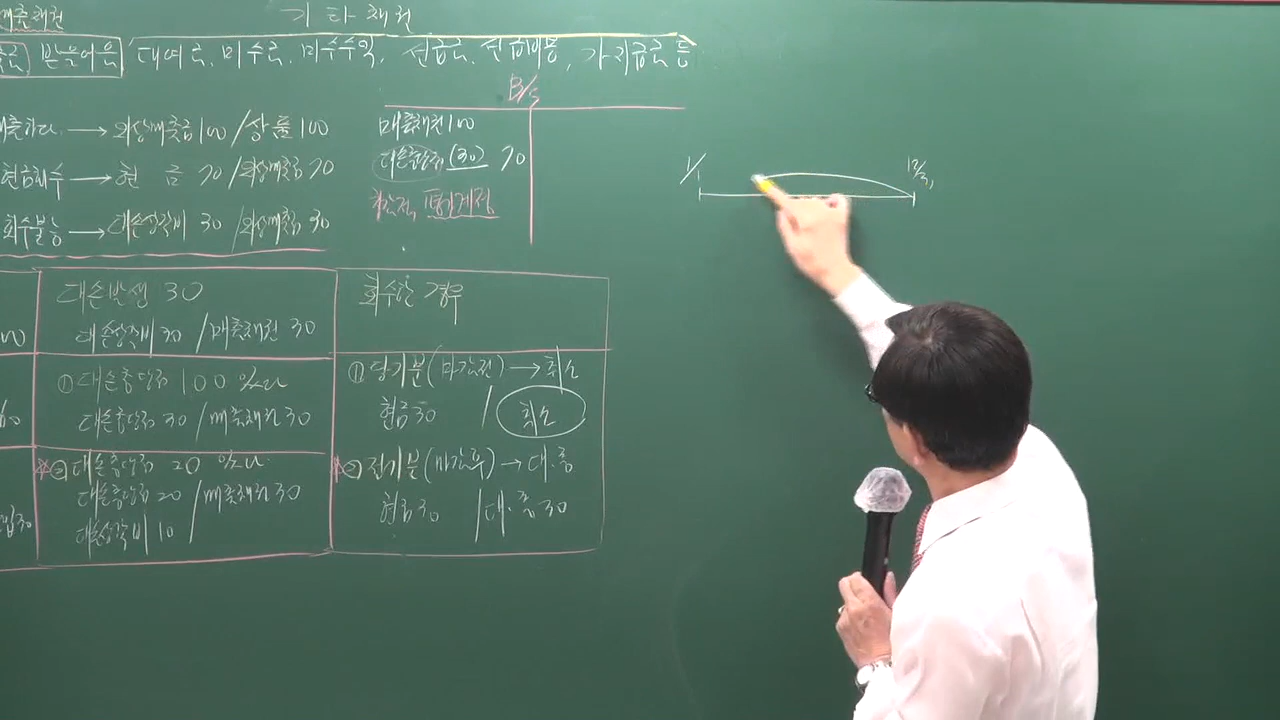 매출채권
기타채권
받을어음
대여금, 미수금, 미수수익, 선급금, 선급비용, 가지급금 등
B/S
→ 외상매출금 100 / 상품 100
매출채권 100
현금회수 → 현 금 70 / 외상매출금 70
대손충당금 (30) 70
차감적, 평가계정
회수불능 → 대손상각비 30 / 외상매출금 30
1/1
12/31
대손발생 30
대손상각비 30 / 매출채권 30
회수한 경우
① 대손충당금 100 있다
대손충당금 30 / 매출채권 30
① 당기분 (마감전) → 취소
현금 30 / 취소
② 대손충당금 20 있다.
대손충당금 20 / 매출채권 30
대손상각비 10
② 전기분 (마감후) → 대.충
현금 30 / 대.충 30